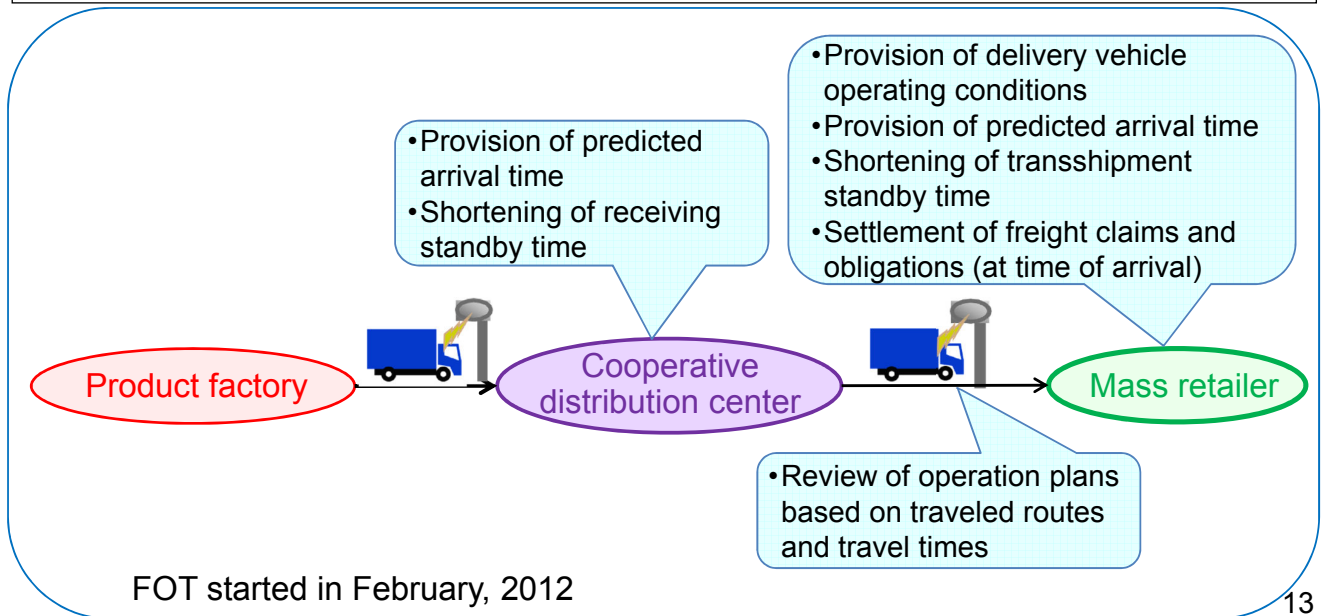 •Provision of predicted
arrival time
•Shortening of receiving
standby time
•Provision of delivery vehicle
operating conditions
•Provision of predicted arrival time
•Shortening of transshipment
standby time
•Settlement of freight claims and
obligations (at time of arrival)
Product factory
Cooperative
distribution center
Mass retailer
•Review of operation plans
based on traveled routes
and travel times
FOT started in February, 2012
13